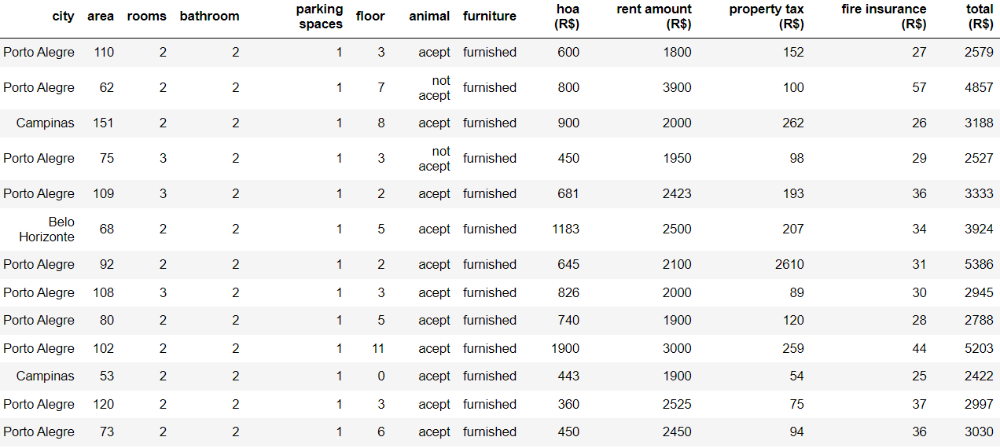 city area rooms bathroom parking spaces floor animal furniture hoa (R$) rent amount (R$) property tax (R$) fire insurance (R$) total (R$)
Porto Alegre 110 2 2 1 3 acept furnished 600 1800 152 27 2579
Porto Alegre 62 2 2 1 7 not acept furnished 800 3900 100 57 4857
Campinas 151 2 2 1 8 acept furnished 900 2000 262 26 3188
Porto Alegre 75 3 2 1 3 not acept furnished 450 1950 98 29 2527
Porto Alegre 109 3 2 1 2 acept furnished 681 2423 193 36 3333
Belo Horizonte 68 2 2 1 5 acept furnished 1183 2500 207 34 3924
Porto Alegre 92 2 2 1 2 acept furnished 645 2100 2610 31 5386
Porto Alegre 108 3 2 1 3 acept furnished 826 2000 89 30 2945
Porto Alegre 80 2 2 1 5 acept furnished 740 1900 120 28 2788
Porto Alegre 102 2 2 1 11 acept furnished 1900 3000 259 44 5203
Campinas 53 2 2 1 0 acept furnished 443 1900 54 25 2422
Porto Alegre 120 2 2 1 3 acept furnished 360 2525 75 37 2997
Porto Alegre 73 2 2 1 6 acept furnished 450 2450 94 36 3030